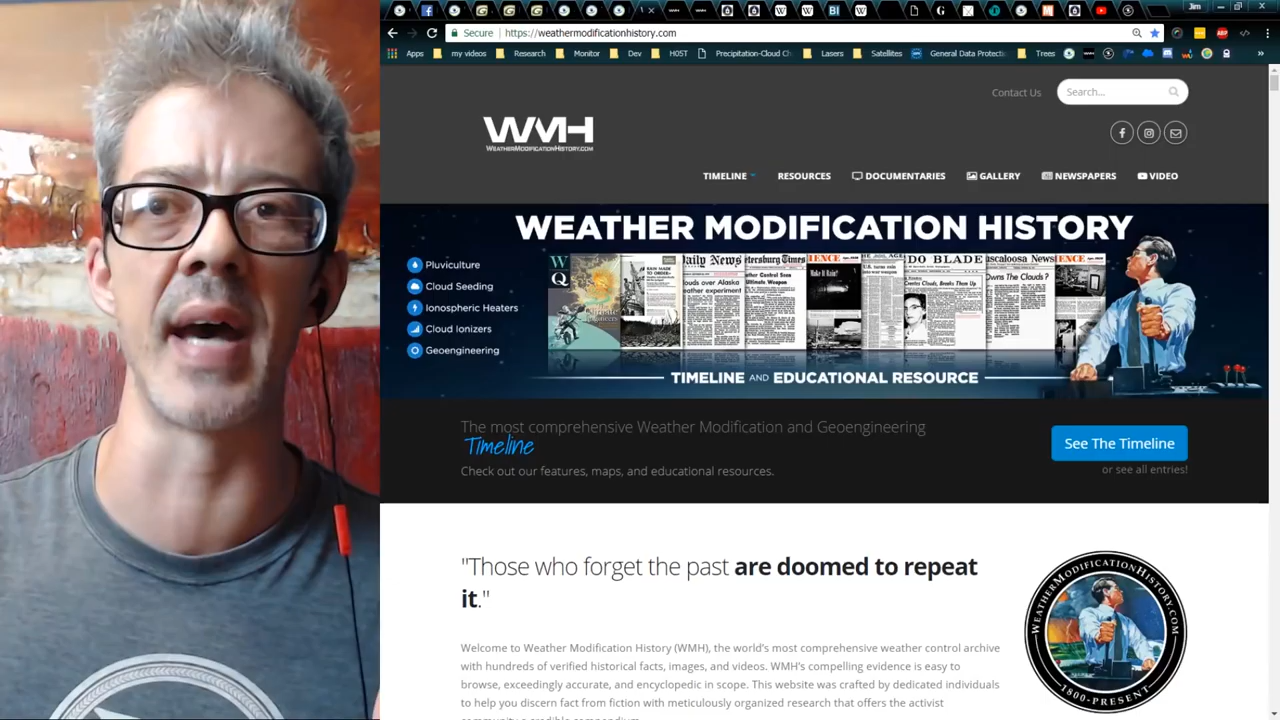 Jim
Secure
https://weathermodificationhistory.com
Apps
my videos
Research
Monitor
Dev
H0ST
Precipitation-Cloud C
Lasers
Satellites
General Data Protecti
Trees
Contact Us
Search...
WMH
WEATHERMODIFICATIONHISTORY.COM
TIMELINE
RESOURCES
DOCUMENTARIES
GALLERY
NEWSPAPERS
VIDEO
WEATHER MODIFICATION HISTORY
Pluviculture
Cloud Seeding
Ionospheric Heaters
Cloud Ionizers
Geoengineering
TIMELINE AND EDUCATIONAL RESOURCE
The most comprehensive Weather Modification and Geoengineering
Timeline
Check out our features, maps, and educational resources.
See The Timeline
or see all entries!
"Those who forget the past are doomed to repeat
it."
Welcome to Weather Modification History (WMH), the world's most comprehensive weather control archive
with hundreds of verified historical facts, images, and videos. WMH's compelling evidence is easy to
browse, exceedingly accurate, and encyclopedic in scope. This website was crafted by dedicated individuals
to help you discern fact from fiction with meticulously organized research that offers the activist
WEATHERMODIFICATIONHISTORY.COM
1800-PRESENT